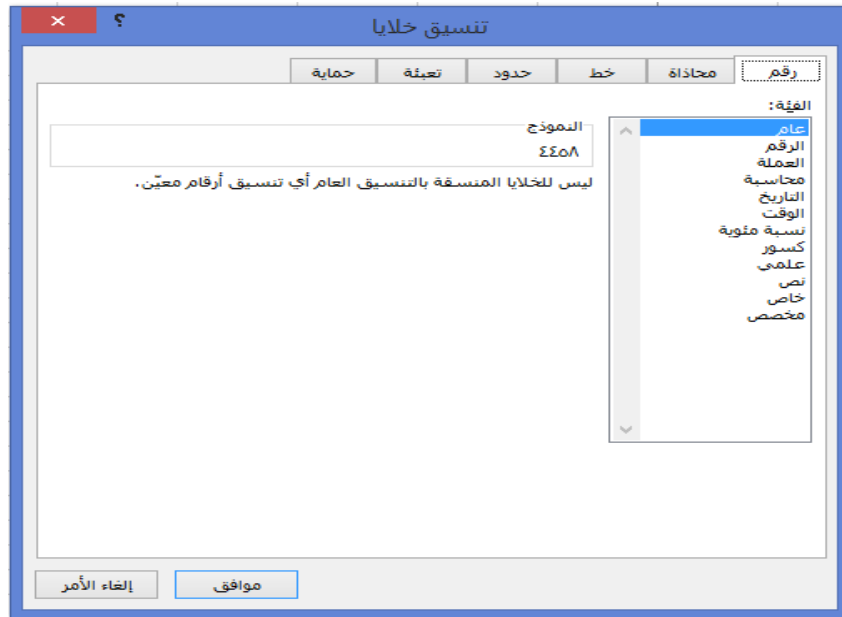 تنسيق خلايا
؟
رقم
محاذاة
خط
حدود
تعبئة
حماية
الفئة:
عام
الرقم
العملة
محاسبة
التاريخ
الوقت
نسبة مئوية
كسور
علمي
نص
خاص
مخصص
النموذج
٤٤٥٨
ليس للخلايا المنسقة بالتنسيق العام أي تنسيق أرقام معيّن.
موافق
إلغاء الأمر